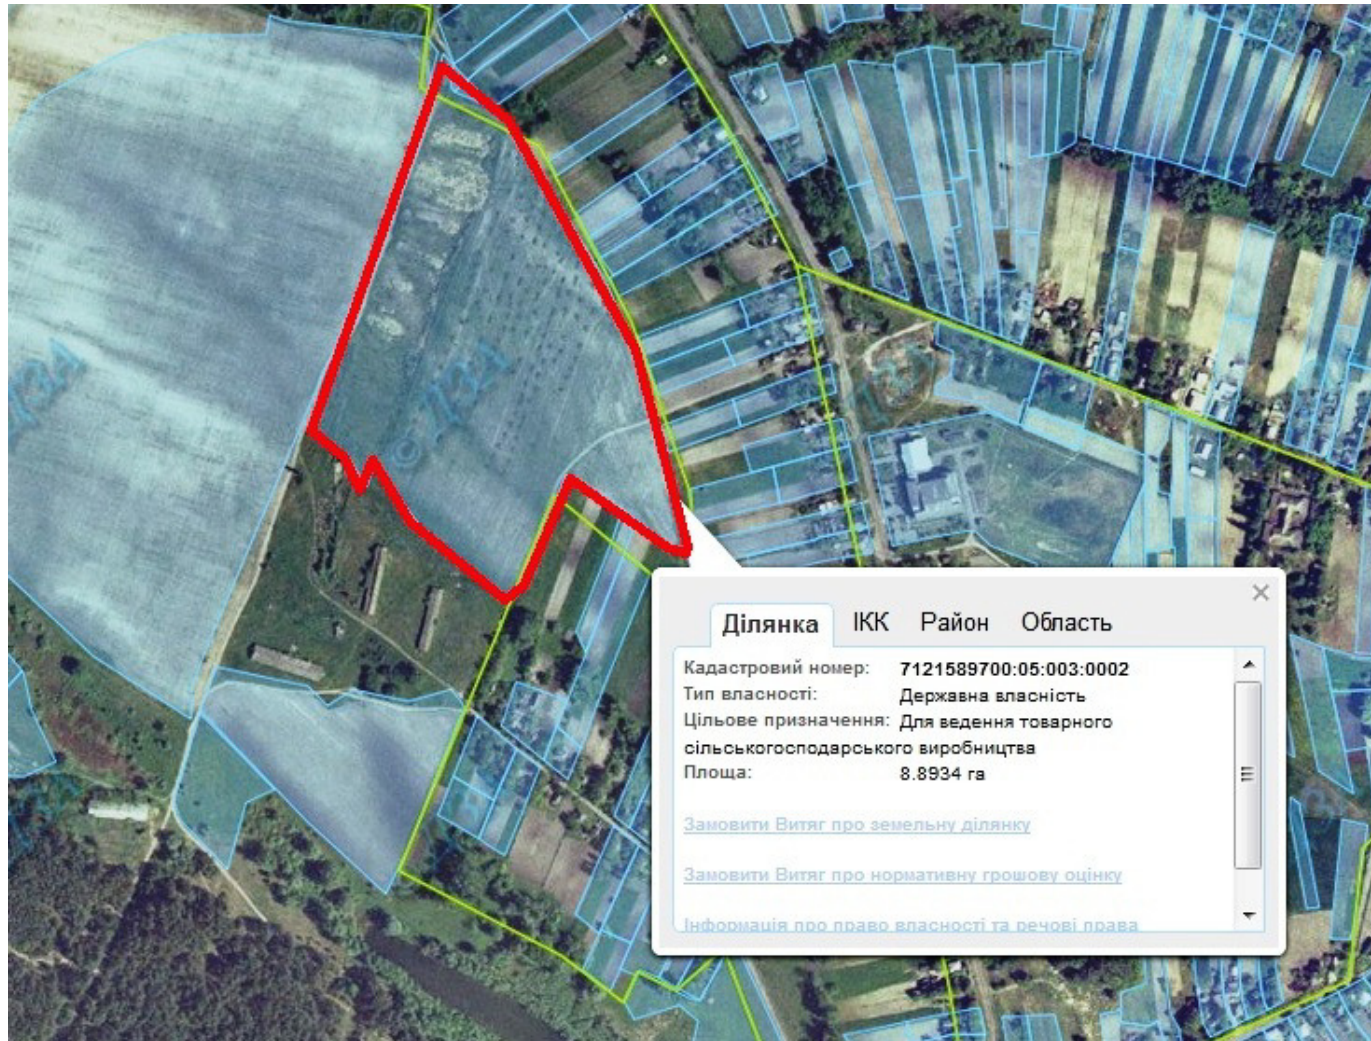 © ДЗА
Ділянка ІКК Район Область
Кадастровий номер: 7121589700:05:003:0002
Тип власності: Державна власність
Цільове призначення: Для ведення товарного
сільськогосподарського виробництва
Площа: 8.8934 га
Замовити Витяг про земельну ділянку
Замовити Витяг про нормативну грошову оцінку
Інформація про право власності та речові права